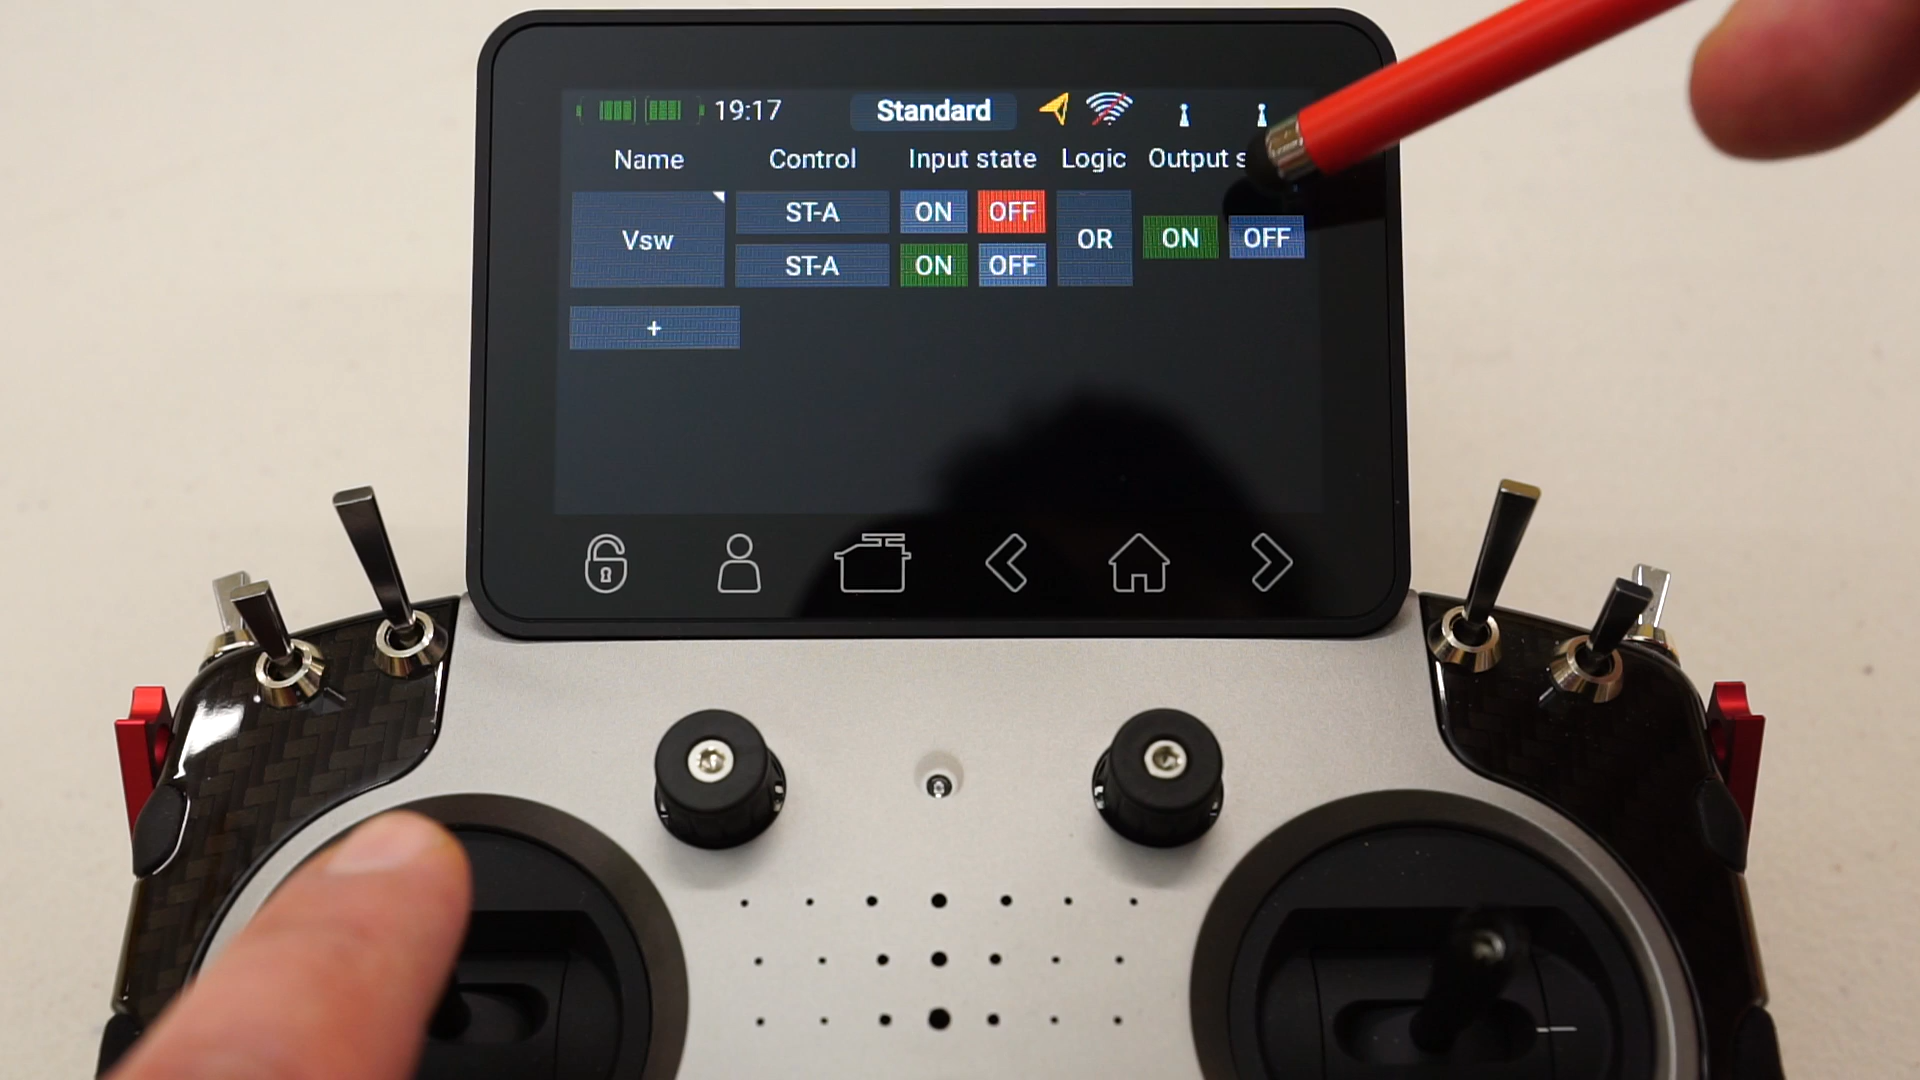 19:17 Standard
Name Control Input state Logic Output
Vsw ST-A ON OFF OR ON OFF
ST-A ON OFF
+